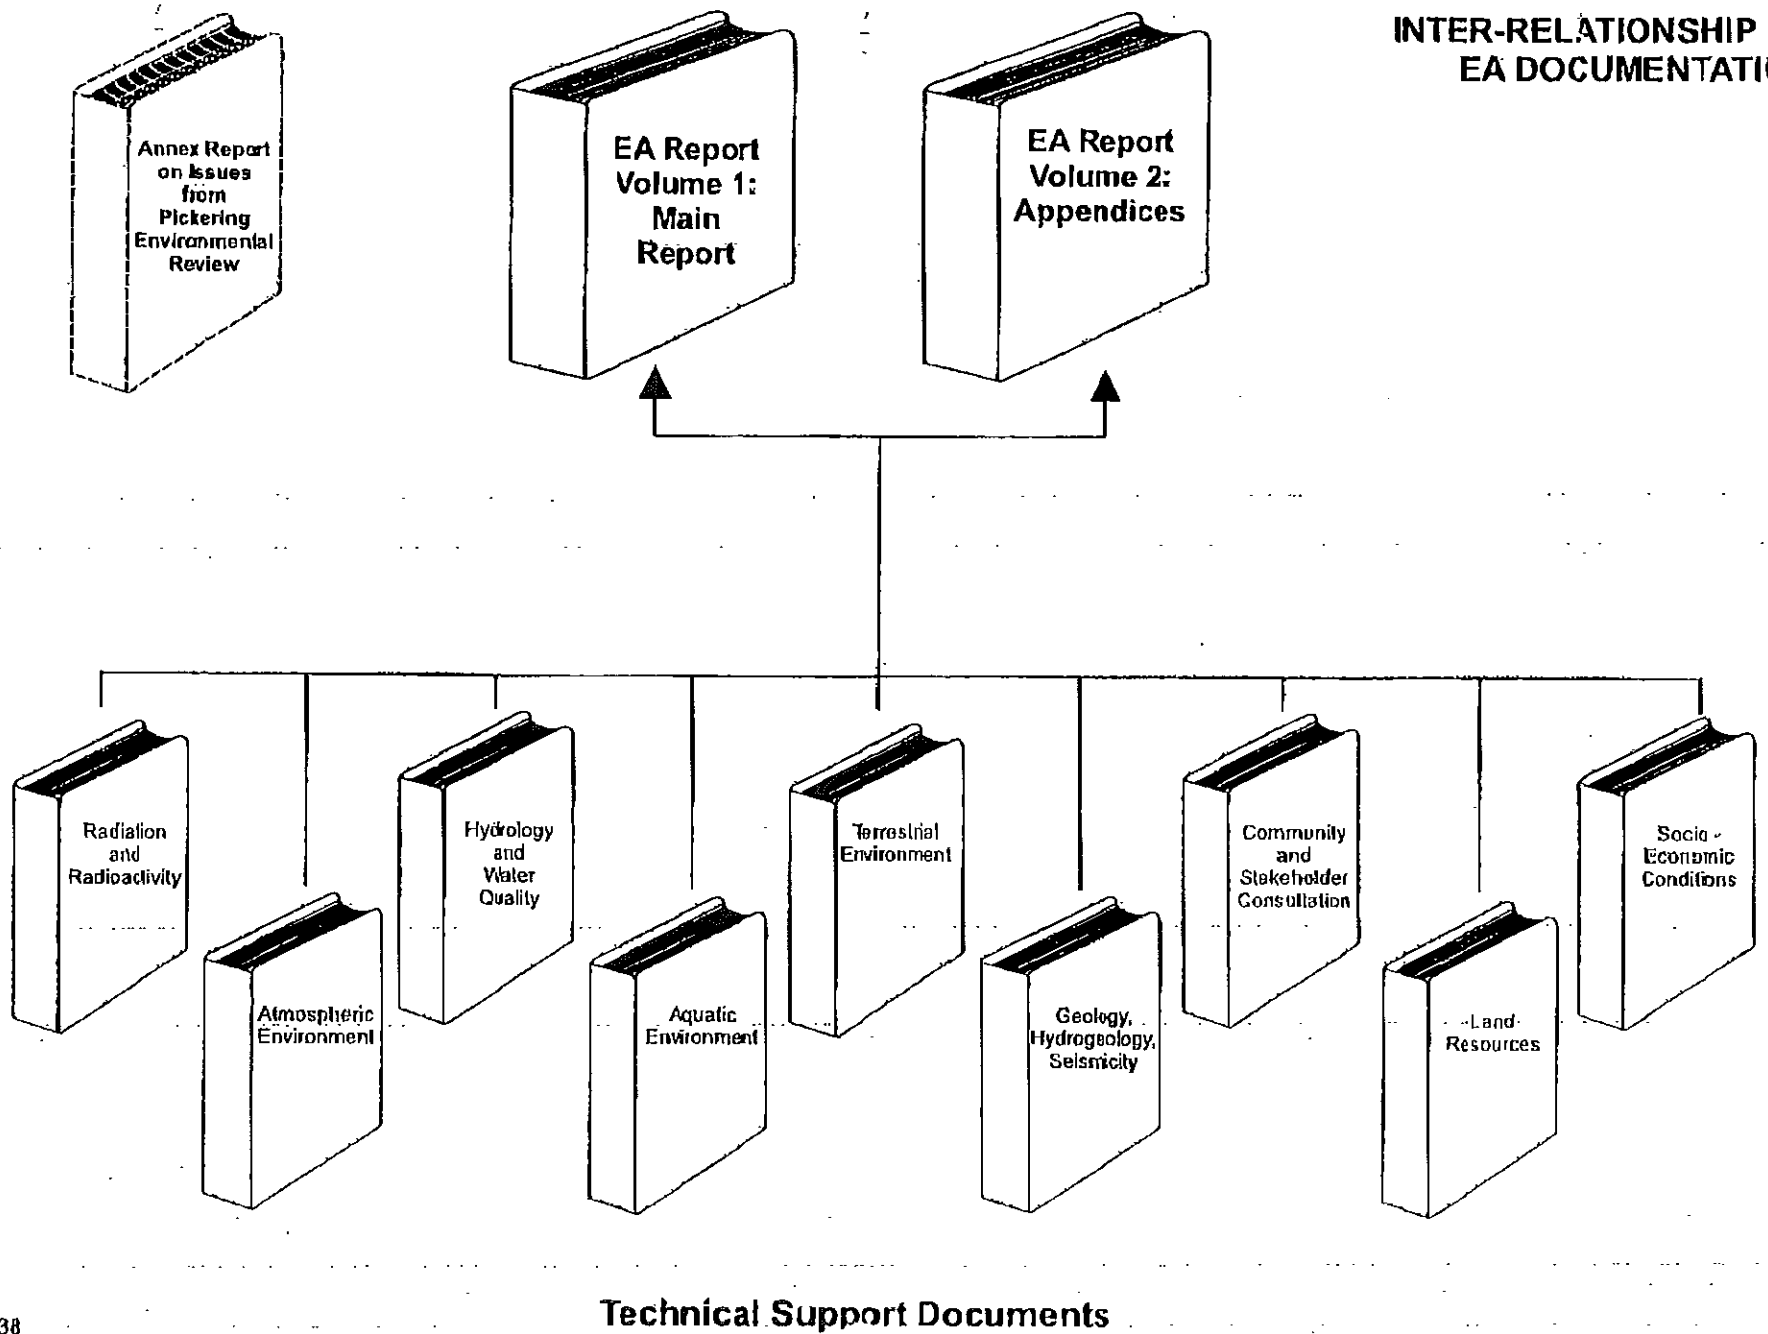 INTER-RELATIONSHIP
EA DOCUMENTATI
Annex Report
on Issues
from
Pickering
Environmental
Review
EA Report
Volume 1:
Main
Report
EA Report
Volume 2:
Appendices
Radiation
and
Radioactivity
Hydrology
and
Water
Quality
Terrestrial
Environment
Community
and
Stakeholder
Consultation
Socio-
Economic
Conditions
Atmospheric
Environment
Aquatic
Environment
Geology,
Hydrogeology,
Seismicity
Land
Resources
Technical Support Documents
38